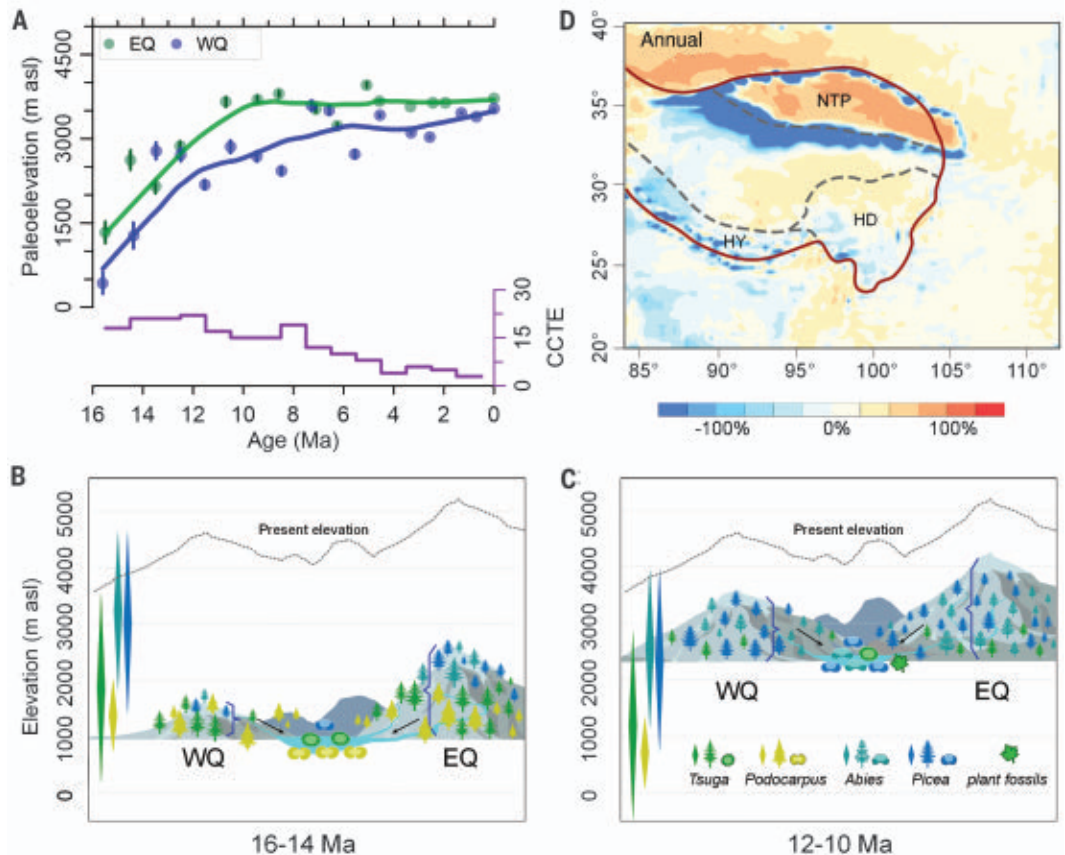 A
EQ WQ
Paleoelevation (m asl)
4500
3000
1500
0
30
15
0
CCTE
16 14 12 10 8 6 4 2 0
Age (Ma)
D
Annual
NTP
HD
HY
40°
35°
30°
25°
20°
85° 90° 95° 100° 105° 110°
-100% 0% 100%
B
Elevation (m asl)
5000
4000
3000
2000
1000
0
Present elevation
WQ EQ
16-14 Ma
C
5000
4000
3000
2000
1000
0
Present elevation
WQ EQ
Tsuga Podocarpus Abies Picea plant fossils
12-10 Ma